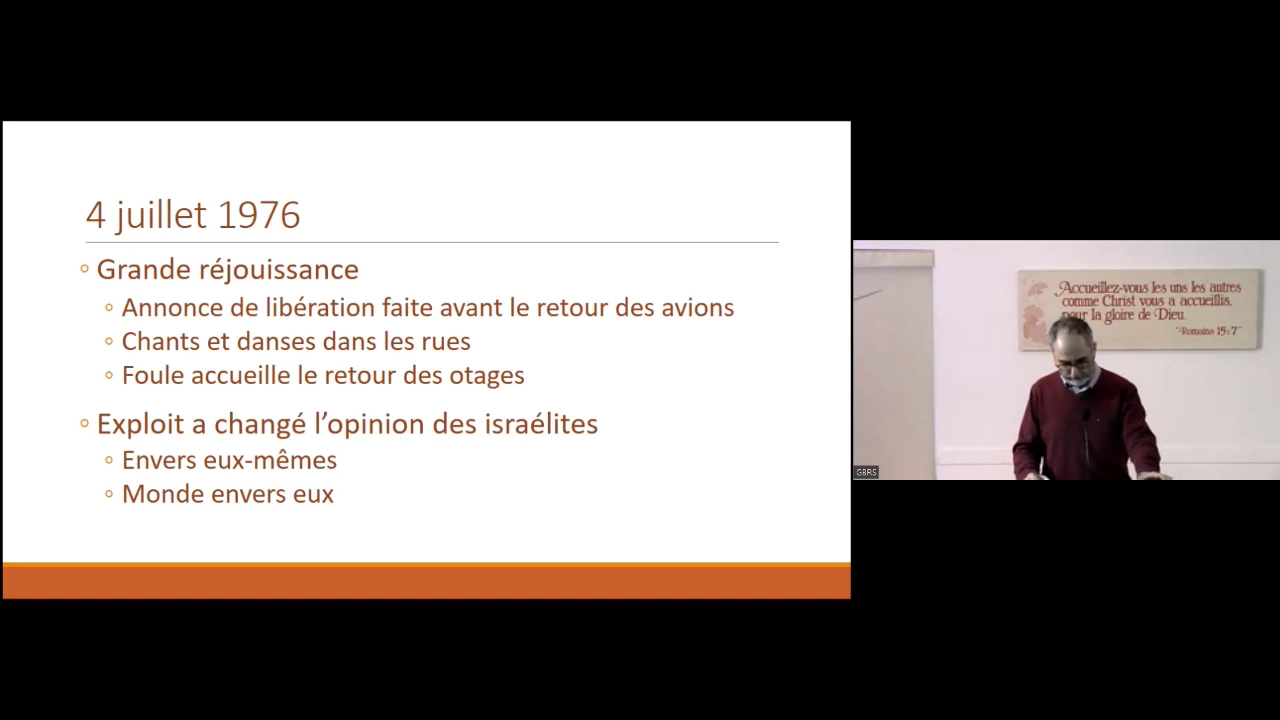 4 juillet 1976
◦ Grande réjouissance
◦ Annonce de libération faite avant le retour des avions
◦ Chants et danses dans les rues
◦ Foule accueille le retour des otages
◦ Exploit a changé l’opinion des israélites
◦ Envers eux-mêmes
◦ Monde envers eux
Accueillez-vous les uns les autres
comme Christ vous a accueillis,
pour la gloire de Dieu.
"Romains 15:7"
GBRS